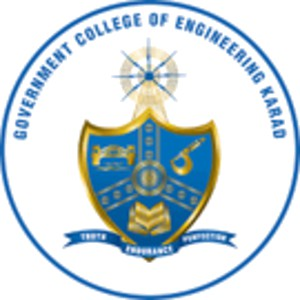 GOVERNMENT COLLEGE OF ENGINEERING KARAD
TRUTH
ENDURANCE
PERFECTION